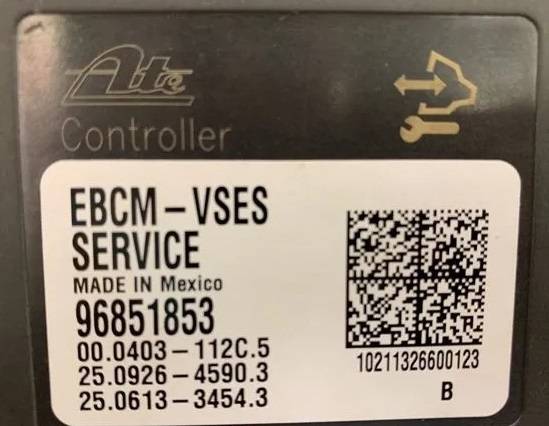 Ate
Controller
EBCM – VSES
SERVICE
MADE IN Mexico
96851853
00.0403 – 112C.5
25.0926 – 4590.3
25.0613 – 3454.3
10211326600123
B